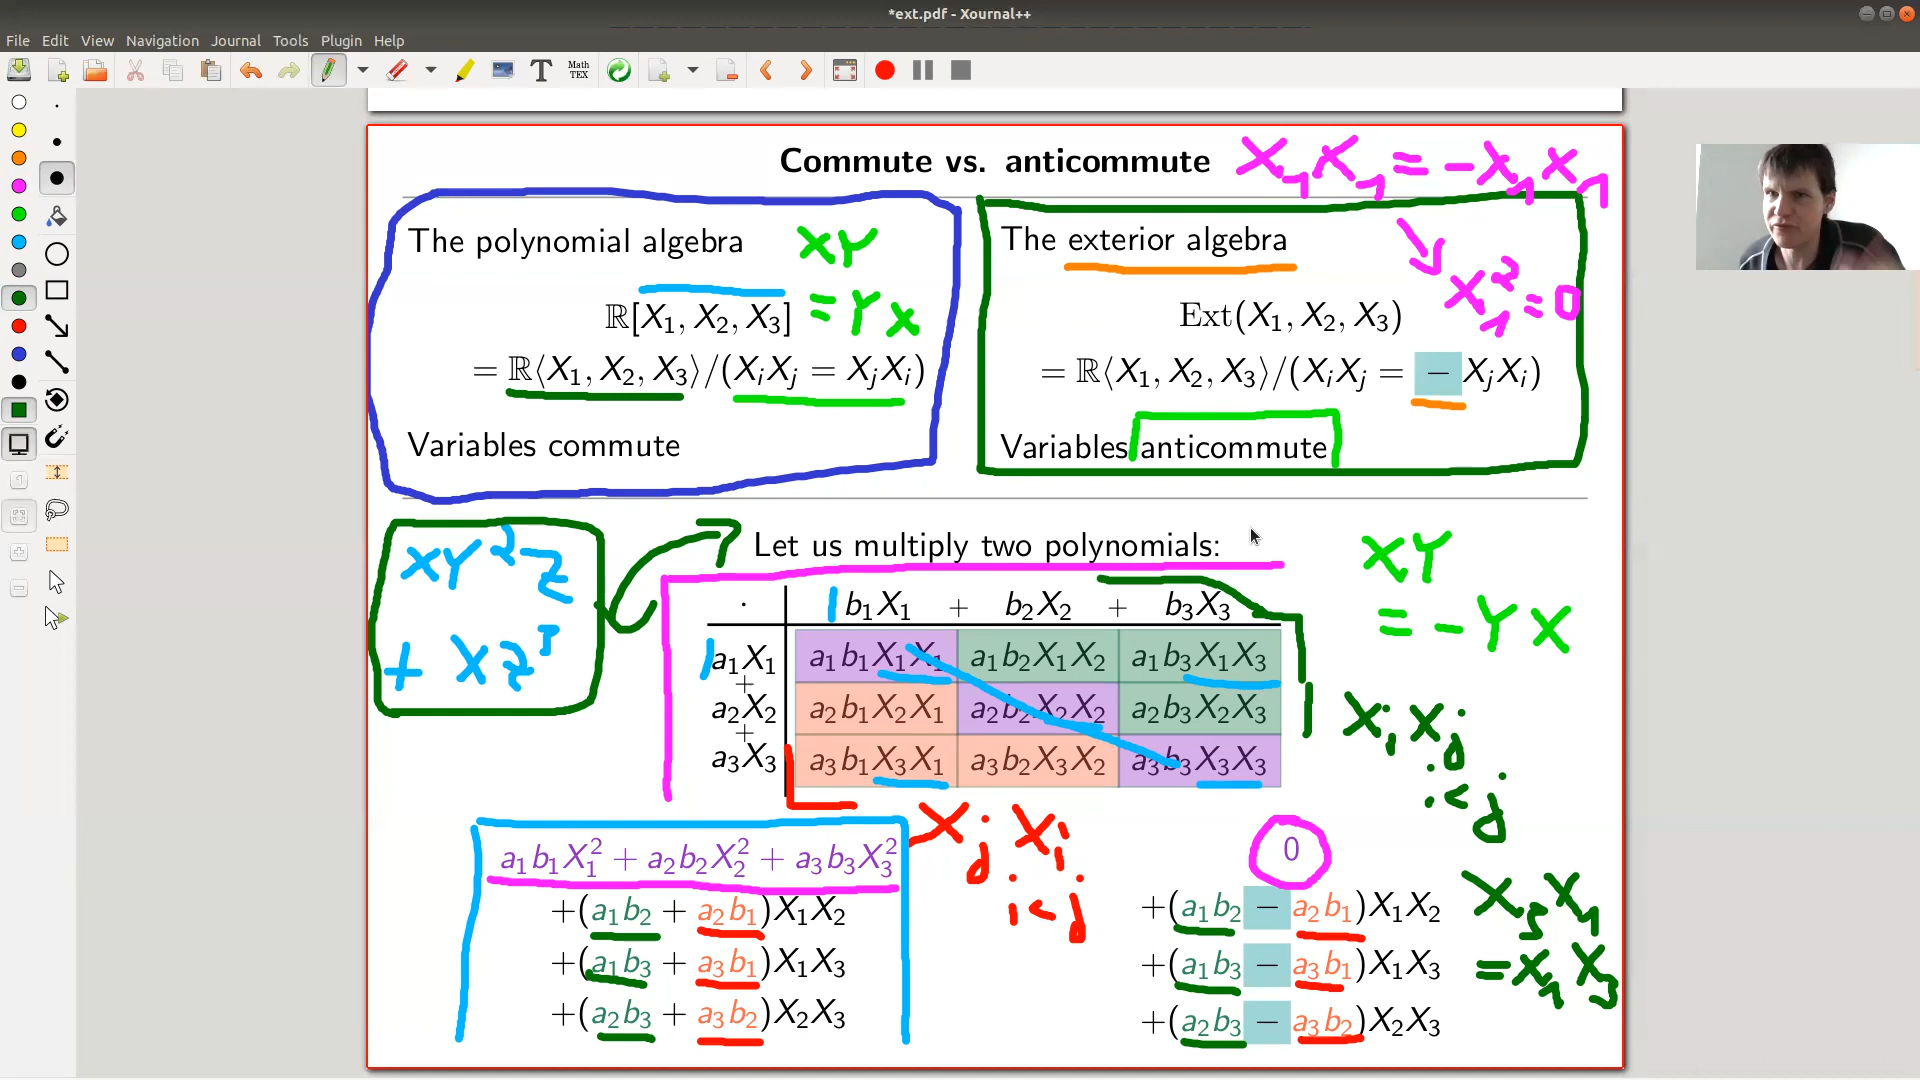 *ext.pdf - Xournal++
File Edit View Navigation Journal Tools Plugin Help
Math TEX
Commute vs. anticommute
X₁X₁ = -X₁X₁
The polynomial algebra
XY
= YX
ℝ[X₁, X₂, X₃]
= ℝ⟨X₁, X₂, X₃⟩/(XᵢXⱼ = XⱼXᵢ)
Variables commute
The exterior algebra
X₁² = 0
Ext(X₁, X₂, X₃)
= ℝ⟨X₁, X₂, X₃⟩/(XᵢXⱼ = − XⱼXᵢ)
Variables anticommute
XY²Z
+ XZ³
Let us multiply two polynomials:
· b₁X₁ + b₂X₂ + b₃X₃
a₁X₁ a₁b₁X₁X₁ a₁b₂X₁X₂ a₁b₃X₁X₃
+
a₂X₂ a₂b₁X₂X₁ a₂b₂X₂X₂ a₂b₃X₂X₃
+
a₃X₃ a₃b₁X₃X₁ a₃b₂X₃X₂ a₃b₃X₃X₃
XY
= -YX
XᵢXⱼ
i<j
XⱼXᵢ
i<j
a₁b₁X₁² + a₂b₂X₂² + a₃b₃X₃²
+(a₁b₂ + a₂b₁)X₁X₂
+(a₁b₃ + a₃b₁)X₁X₃
+(a₂b₃ + a₃b₂)X₂X₃
0
+(a₁b₂ − a₂b₁)X₁X₂
+(a₁b₃ − a₃b₁)X₁X₃
+(a₂b₃ − a₃b₂)X₂X₃
X₃X₁
=X₁X₃